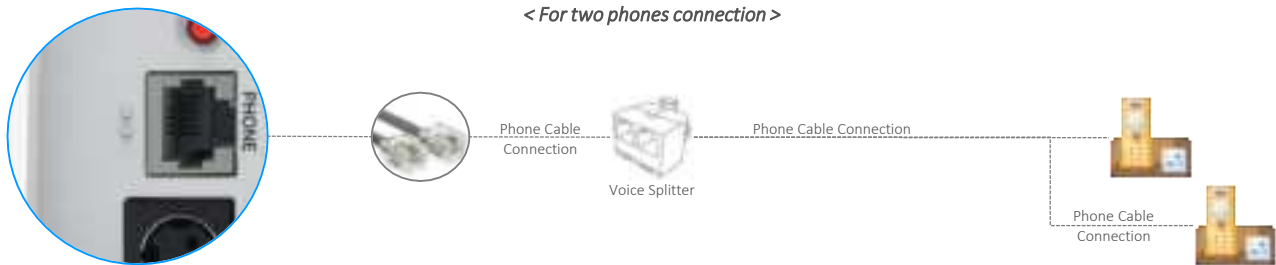 < For two phones connection >
PHONE
Phone Cable
Connection
Voice Splitter
Phone Cable Connection
Phone Cable
Connection